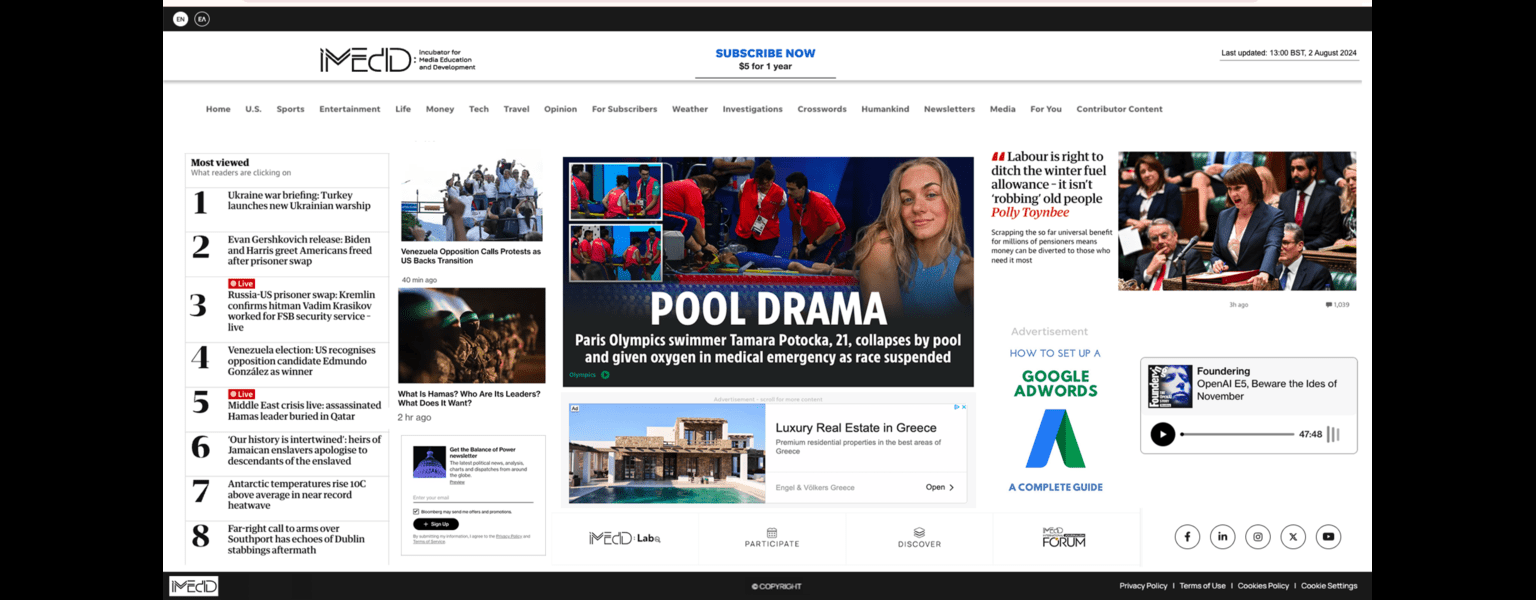 EN ΕΛ
iMEdD: Incubator for
Media Education
and Development
SUBSCRIBE NOW
$5 for 1 year
Last updated: 13:00 BST, 2 August 2024
Home U.S. Sports Entertainment Life Money Tech Travel Opinion For Subscribers Weather Investigations Crosswords Humankind Newsletters Media For You Contributor Content
Most viewed
What readers are clicking on
1
Ukraine war briefing: Turkey
launches new Ukrainian warship
2
Evan Gershkovich release: Biden
and Harris greet Americans freed
after prisoner swap
3
Live
Russia-US prisoner swap: Kremlin
confirms hitman Vadim Krasikov
worked for FSB security service –
live
4
Venezuela election: US recognises
opposition candidate Edmundo
González as winner
5
Live
Middle East crisis live: assassinated
Hamas leader buried in Qatar
6
‘Our history is intertwined’: heirs of
Jamaican enslavers apologise to
descendants of the enslaved
7
Antarctic temperatures rise 10C
above average in near record
heatwave
8
Far-right call to arms over
Southport has echoes of Dublin
stabbings aftermath
Venezuela Opposition Calls Protests as
US Backs Transition
40 min ago
What Is Hamas? Who Are Its Leaders?
What Does It Want?
2 hr ago
Get the Balance of Power
newsletter
The latest political news, analysis,
charts and dispatches from around
the globe.
Preview
Enter your email
Bloomberg may send me offers and promotions.
+ Sign Up
By submitting my information, I agree to the Privacy Policy and
Terms of Service.
POOL DRAMA
Paris Olympics swimmer Tamara Potocka, 21, collapses by pool
and given oxygen in medical emergency as race suspended
Olympics
Advertisement - scroll for more content
Ad
Luxury Real Estate in Greece
Premium residential properties in the best areas of
Greece
Engel & Völkers Greece
Open
iMEdD: Lab
PARTICIPATE
DISCOVER
iMEdD
FORUM
Labour is right to
ditch the winter fuel
allowance – it isn’t
‘robbing’ old people
Polly Toynbee
Scrapping the so far universal benefit
for millions of pensioners means
money can be diverted to those who
need it most
3h ago
1,039
Advertisement
HOW TO SET UP A
GOOGLE
ADWORDS
A COMPLETE GUIDE
Foundering
Foundering
OpenAI E5, Beware the Ides of
November
47:48
iMEdD
© COPYRIGHT
Privacy Policy I Terms of Use I Cookies Policy I Cookie Settings